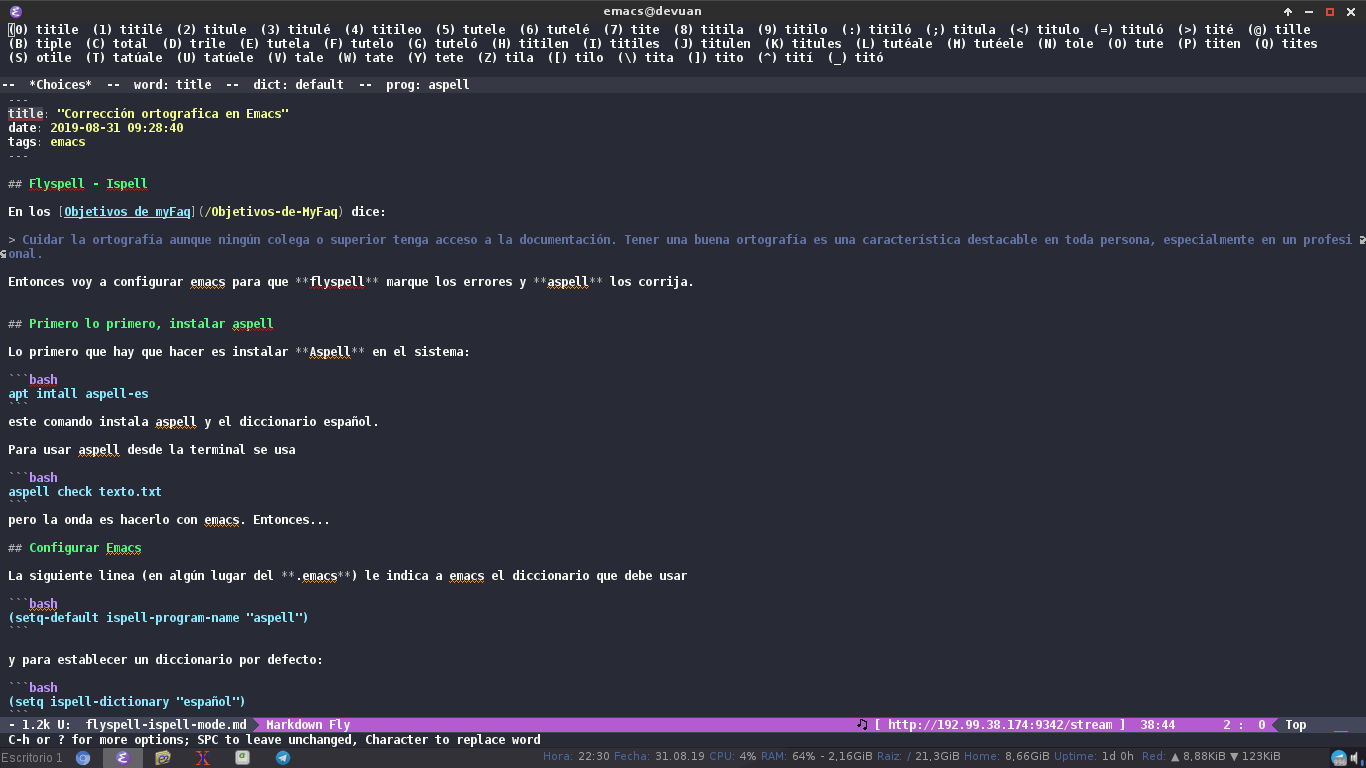 emacs@devuan
(0) titile (1) titilé (2) titule (3) titulé (4) titileo (5) tutele (6) tutelé (7) tite (8) titila (9) titilo (:) titiló (;) titula (<) titulo (=) tituló (>) tité (@) tille
(B) tiple (C) total (D) trile (E) tutela (F) tutelo (G) tuteló (H) titilen (I) titiles (J) titulen (K) titules (L) tutéale (M) tutéele (N) tole (O) tute (P) titen (Q) tites
(S) otile (T) tatúale (U) tatúele (V) tale (W) tate (Y) tete (Z) tila ([) tilo (\) tita (]) tito (^) tití (_) titó
-- *Choices* -- word: title -- dict: default -- prog: aspell
---
title: "Corrección ortografica en Emacs"
date: 2019-08-31 09:28:40
tags: emacs
---
## Flyspell - Ispell
En los [Objetivos de myFaq](/Objetivos-de-MyFaq) dice:
> Cuidar la ortografía aunque ningún colega o superior tenga acceso a la documentación. Tener una buena ortografía es una característica destacable en toda persona, especialmente en un profesi
onal.
Entonces voy a configurar emacs para que **flyspell** marque los errores y **aspell** los corrija.
## Primero lo primero, instalar aspell
Lo primero que hay que hacer es instalar **Aspell** en el sistema:
```bash
apt intall aspell-es
```
este comando instala aspell y el diccionario español.
Para usar aspell desde la terminal se usa
```bash
aspell check texto.txt
```
pero la onda es hacerlo con emacs. Entonces...
## Configurar Emacs
La siguiente linea (en algún lugar del **.emacs**) le indica a emacs el diccionario que debe usar
```bash
(setq-default ispell-program-name "aspell")
```
y para establecer un diccionario por defecto:
```bash
(setq ispell-dictionary "español")
```
- 1.2k U: flyspell-ispell-mode.md Markdown Fly ♫ [ http://192.99.38.174:9342/stream ] 38:44 2 : 0 Top
C-h or ? for more options; SPC to leave unchanged, Character to replace word
Escritorio 1 Hora: 22:30 Fecha: 31.08.19 CPU: 4% RAM: 64% - 2,16GiB Raiz: / 21,3GiB Home: 8,66GiB Uptime: 1d 0h Red: ▲ 8,88KiB ▼ 123KiB